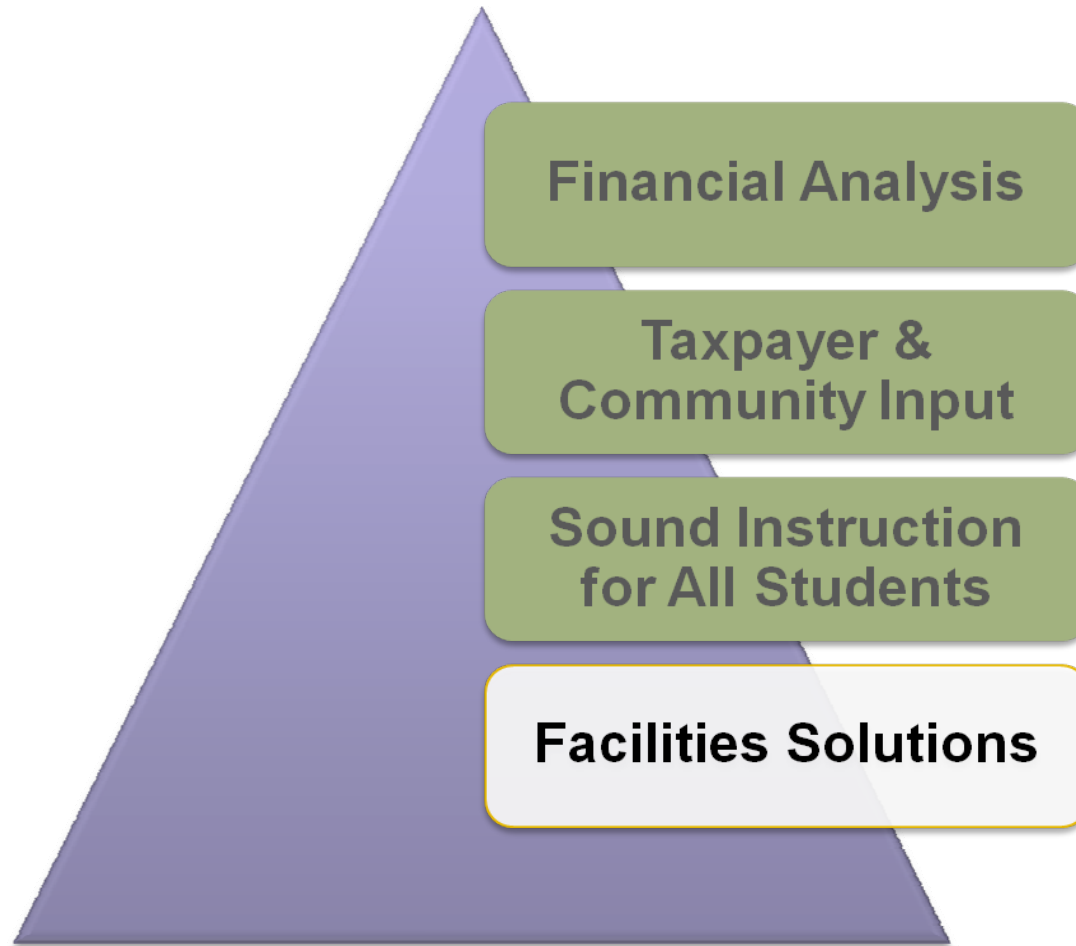 Financial Analysis
Taxpayer &
Community Input
Sound Instruction
for All Students
Facilities Solutions